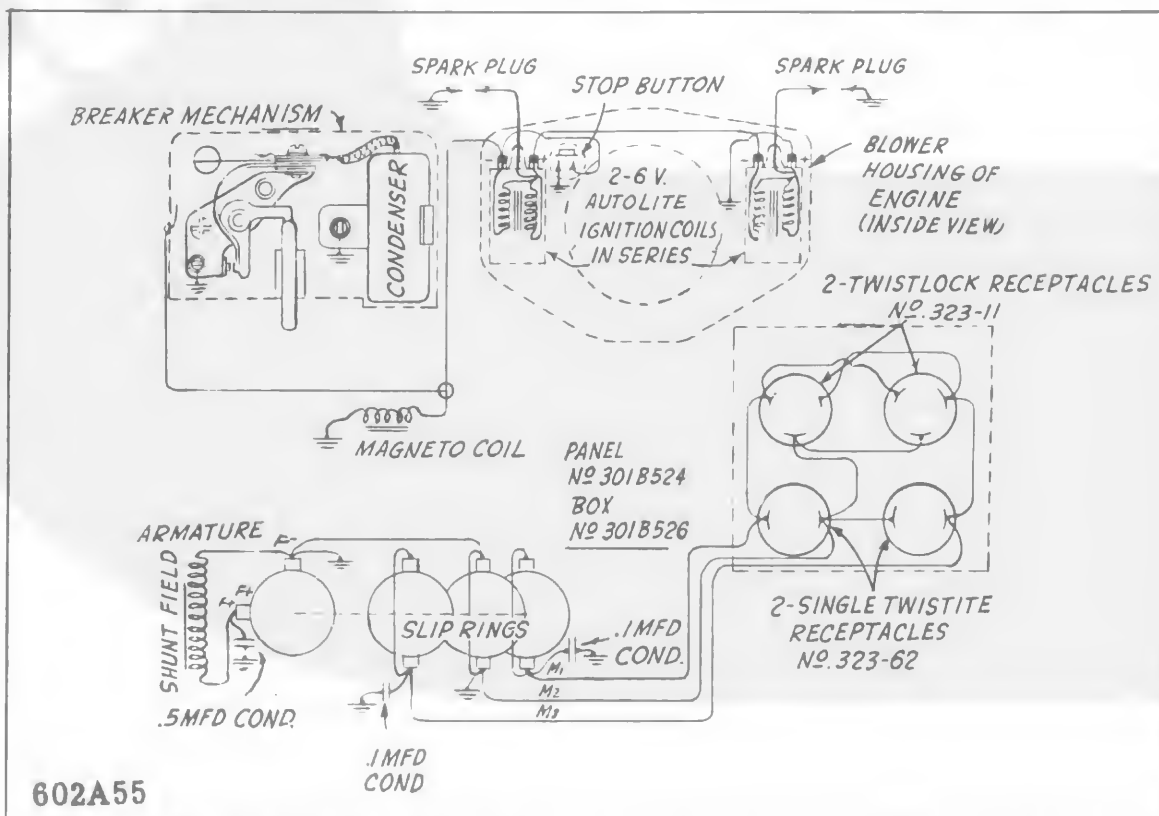 SPARK PLUG
STOP BUTTON
SPARK PLUG
BREAKER MECHANISM
CONDENSER
2-6 V.
AUTOLITE
IGNITION COILS
IN SERIES
BLOWER
HOUSING OF
ENGINE
(INSIDE VIEW)
2-TWISTLOCK RECEPTACLES
Nº.323-11
MAGNETO COIL
PANEL
Nº 301B524
BOX
Nº 301B526
ARMATURE
SHUNT FIELD
F-
F+
F+
SLIP RINGS
.1MFD
COND.
M1
M2
M3
2-SINGLE TWISTITE
RECEPTACLES
Nº.323-62
.5MFD COND.
.1MFD
COND
602A55